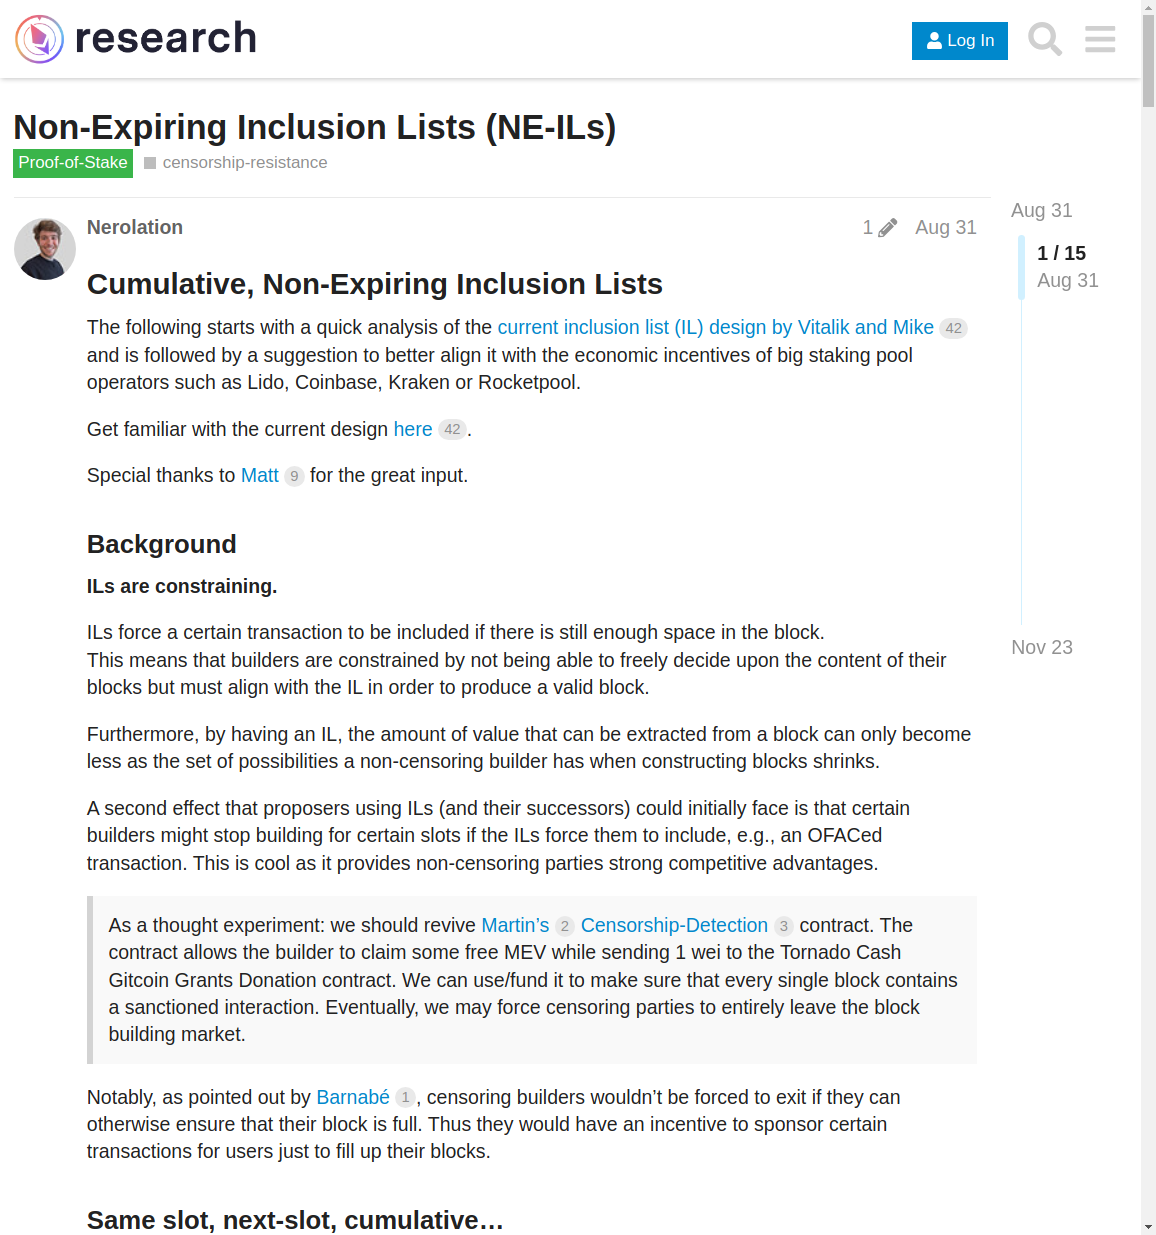 research
Log In
Non-Expiring Inclusion Lists (NE-ILs)
Proof-of-Stake censorship-resistance
Nerolation 1 Aug 31
Cumulative, Non-Expiring Inclusion Lists
The following starts with a quick analysis of the current inclusion list (IL) design by Vitalik and Mike 42
and is followed by a suggestion to better align it with the economic incentives of big staking pool
operators such as Lido, Coinbase, Kraken or Rocketpool.
Get familiar with the current design here 42.
Special thanks to Matt 9 for the great input.
Background
ILs are constraining.
ILs force a certain transaction to be included if there is still enough space in the block.
This means that builders are constrained by not being able to freely decide upon the content of their
blocks but must align with the IL in order to produce a valid block.
Furthermore, by having an IL, the amount of value that can be extracted from a block can only become
less as the set of possibilities a non-censoring builder has when constructing blocks shrinks.
A second effect that proposers using ILs (and their successors) could initially face is that certain
builders might stop building for certain slots if the ILs force them to include, e.g., an OFACed
transaction. This is cool as it provides non-censoring parties strong competitive advantages.
As a thought experiment: we should revive Martin’s 2 Censorship-Detection 3 contract. The
contract allows the builder to claim some free MEV while sending 1 wei to the Tornado Cash
Gitcoin Grants Donation contract. We can use/fund it to make sure that every single block contains
a sanctioned interaction. Eventually, we may force censoring parties to entirely leave the block
building market.
Notably, as pointed out by Barnabé 1, censoring builders wouldn’t be forced to exit if they can
otherwise ensure that their block is full. Thus they would have an incentive to sponsor certain
transactions for users just to fill up their blocks.
Same slot, next-slot, cumulative…
Aug 31
1 / 15
Aug 31
Nov 23